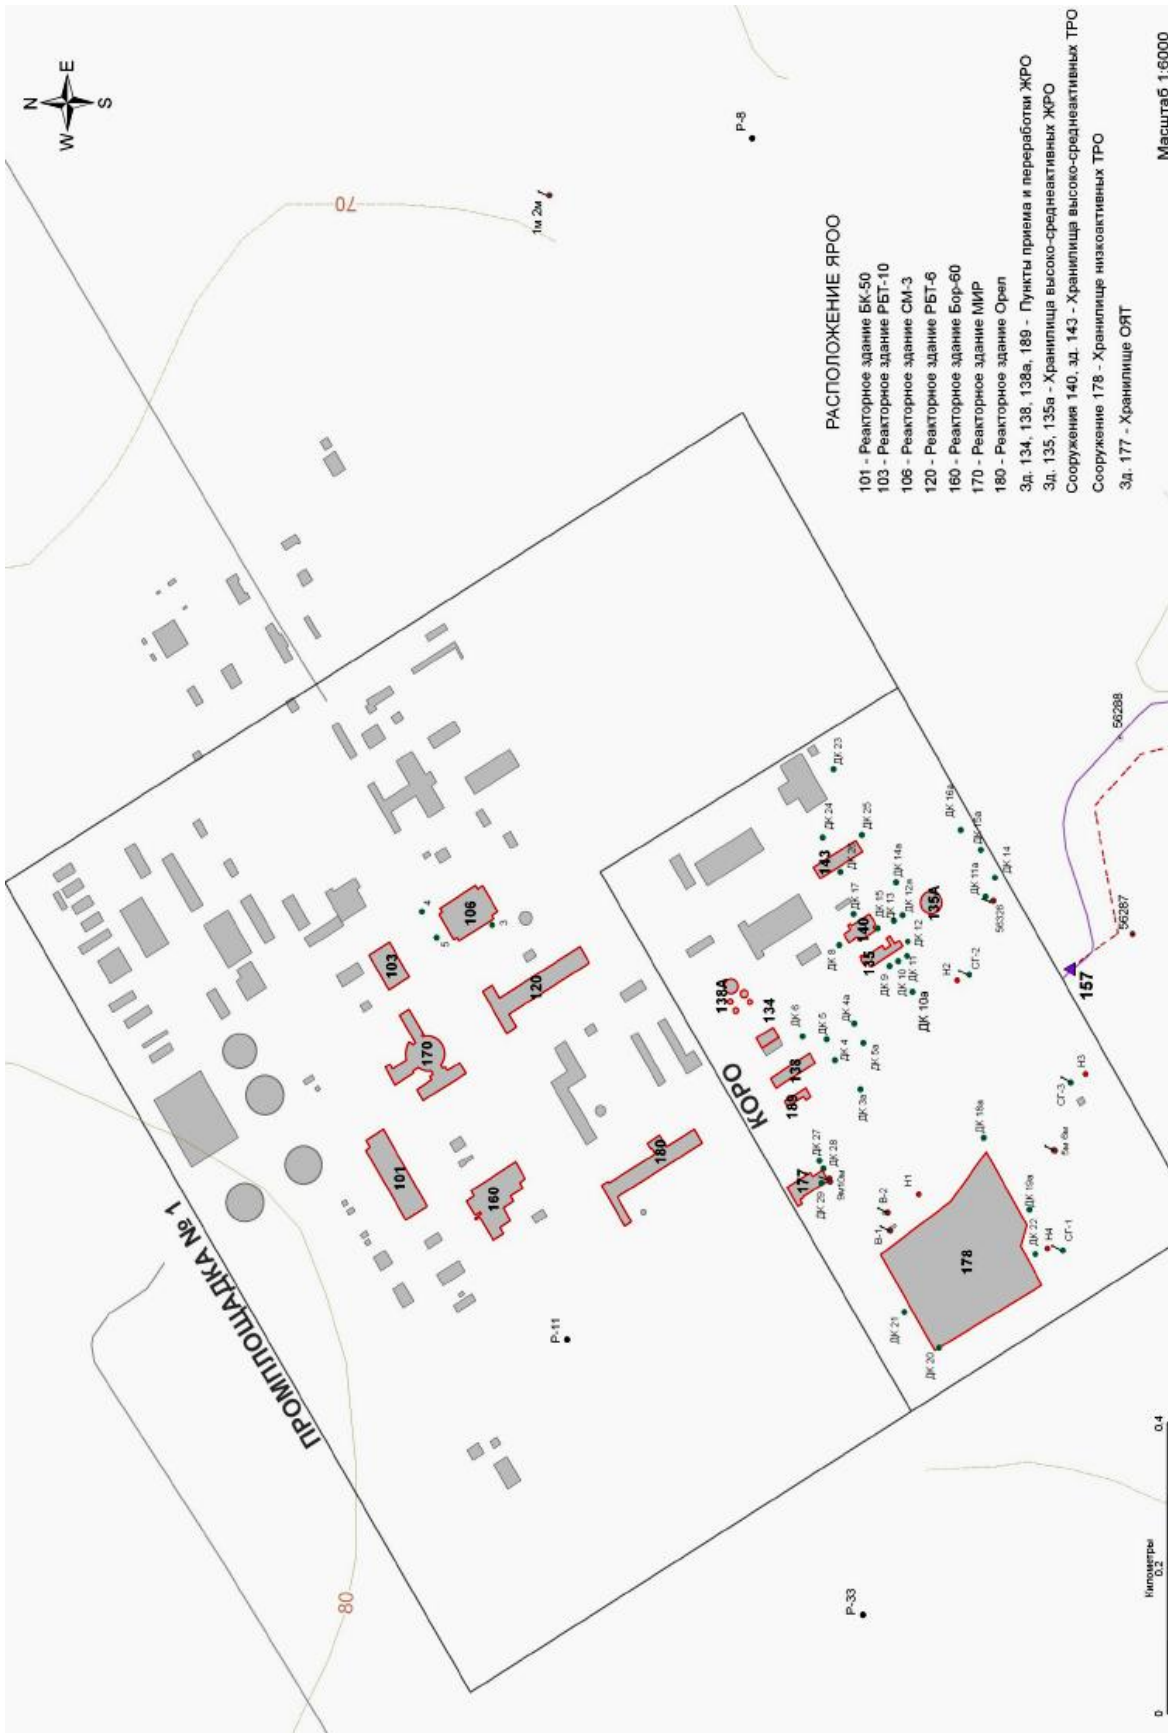 N
W E
S
70
1м 2м
Р-8
ПРОМПЛОЩАДКА № 1
80
103
106
4
5
3
170
120
101
160
180
Р-11
Р-33
КОРО
138А
134
138
189
177
143
140
135
135А
178
157
ДК 23
ДК 24
ДК 25
ДК 26
ДК 17
ДК 14а
ДК 15
ДК 13
ДК 12а
ДК 12
ДК 8
ДК 9
ДК 10
ДК 11
ДК 10а
ДК 16а
ДК 15а
ДК 14
ДК 11а
56326
Н2
СГ-2
ДК 6
ДК 5
ДК 4а
ДК 4
ДК 5а
ДК 3а
ДК 27
ДК 28
ДК 29
9м10м
В-2
В-1
Н1
ДК 18а
СГ-3
Н3
5м 6м
ДК 19а
ДК 22
Н4
СГ-1
ДК 21
ДК 20
56288
56287
РАСПОЛОЖЕНИЕ ЯРОО
101 - Реакторное здание БК-50
103 - Реакторное здание РБТ-10
106 - Реакторное здание СМ-3
120 - Реакторное здание РБТ-6
160 - Реакторное здание Бор-60
170 - Реакторное здание МИР
180 - Реакторное здание Орел
Зд. 134, 138, 138а, 189 - Пункты приема и переработки ЖРО
Зд. 135, 135а - Хранилища высоко-среднеактивных ЖРО
Сооружения 140, зд. 143 - Хранилища высоко-среднеактивных ТРО
Сооружение 178 - Хранилище низкоактивных ТРО
Зд. 177 - Хранилище ОЯТ
Масштаб 1:6000
Километры
0 0,2 0,4